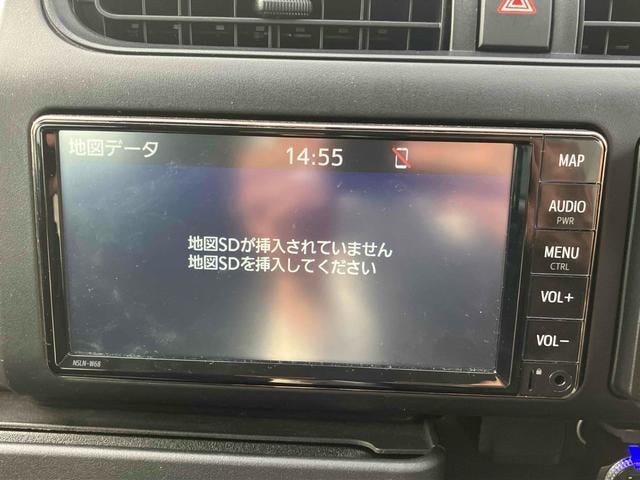 地図データ
14:55
地図SDが挿入されていません
地図SDを挿入してください
MAP
AUDIO
PWR
MENU
CTRL
VOL+
VOL-
NSLN-W68